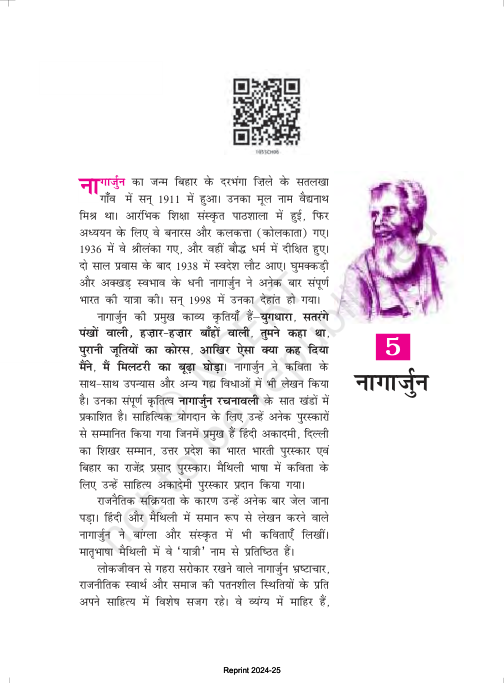 नागार्जुन का जन्म बिहार के दरभंगा ज़िले के सतलखा
गाँव में सन् 1911 में हुआ। उनका मूल नाम वैद्यनाथ
मिश्र था। आरंभिक शिक्षा संस्कृत पाठशाला में हुई, फिर
अध्ययन के लिए वे बनारस और कलकत्ता (कोलकाता) गए।
1936 में वे श्रीलंका गए, और वहीं बौद्ध धर्म में दीक्षित हुए।
दो साल प्रवास के बाद 1938 में स्वदेश लौट आए। घुमक्कड़ी
और अक्खड़ स्वभाव के धनी नागार्जुन ने अनेक बार संपूर्ण
भारत की यात्रा की। सन् 1998 में उनका देहांत हो गया।
नागार्जुन की प्रमुख काव्य कृतियाँ हैं–युगधारा, सतरंगे
पंखों वाली, हज़ार-हज़ार बाँहों वाली, तुमने कहा था,
पुरानी जूतियों का कोरस, आखिर ऐसा क्या कह दिया
मैंने, मैं मिलटरी का बूढ़ा घोड़ा। नागार्जुन ने कविता के
साथ-साथ उपन्यास और अन्य गद्य विधाओं में भी लेखन किया
है। उनका संपूर्ण कृतित्व नागार्जुन रचनावली के सात खंडों में
प्रकाशित है। साहित्यिक योगदान के लिए उन्हें अनेक पुरस्कारों
से सम्मानित किया गया जिनमें प्रमुख हैं हिंदी अकादमी, दिल्ली
का शिखर सम्मान, उत्तर प्रदेश का भारत भारती पुरस्कार एवं
बिहार का राजेंद्र प्रसाद पुरस्कार। मैथिली भाषा में कविता के
लिए उन्हें साहित्य अकादेमी पुरस्कार प्रदान किया गया।
राजनैतिक सक्रियता के कारण उन्हें अनेक बार जेल जाना
पड़ा। हिंदी और मैथिली में समान रूप से लेखन करने वाले
नागार्जुन ने बांग्ला और संस्कृत में भी कविताएँ लिखीं।
मातृभाषा मैथिली में वे ‘यात्री’ नाम से प्रतिष्ठित हैं।
लोकजीवन से गहरा सरोकार रखने वाले नागार्जुन भ्रष्टाचार,
राजनीतिक स्वार्थ और समाज की पतनशील स्थितियों के प्रति
अपने साहित्य में विशेष सजग रहे। वे व्यंग्य में माहिर हैं,
5
नागार्जुन
Reprint 2024-25